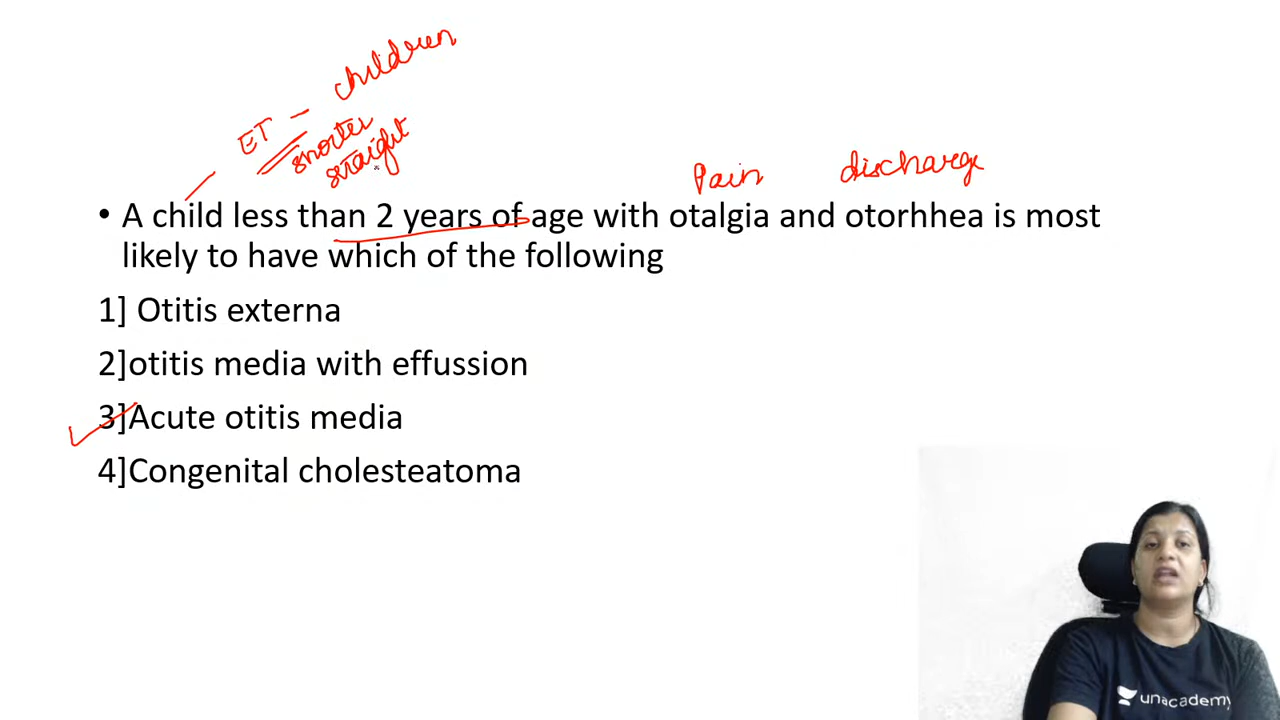 children
ET -
shorter
straight
Pain discharge
• A child less than 2 years of age with otalgia and otorhhea is most
likely to have which of the following
1] Otitis externa
2]otitis media with effussion
3]Acute otitis media
4]Congenital cholesteatoma
unacademy